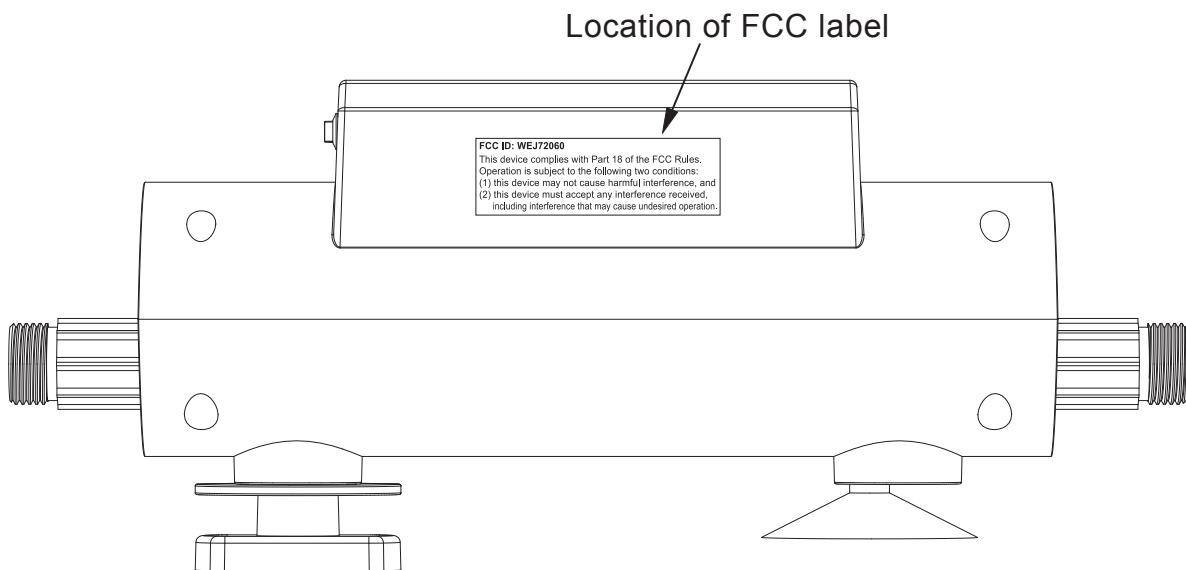 Location of FCC label
FCC ID: WEJ72060
This device complies with Part 18 of the FCC Rules.
Operation is subject to the following two conditions:
(1) this device may not cause harmful interference, and
(2) this device must accept any interference received,
including interference that may cause undesired operation.